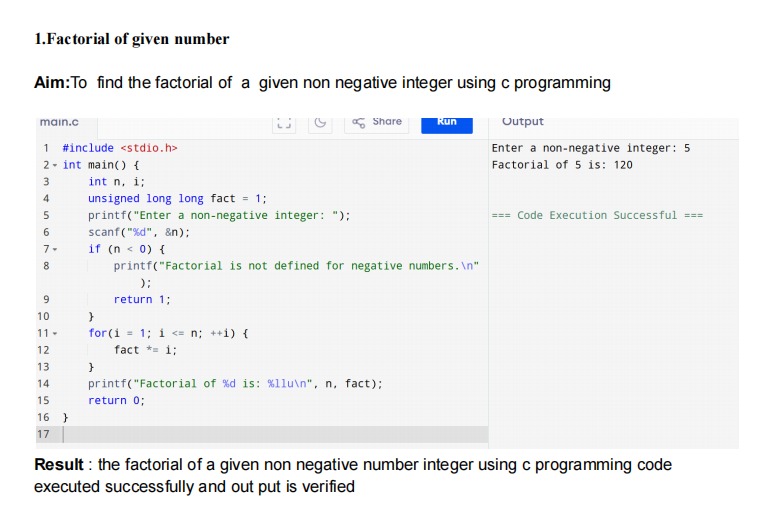 1.Factorial of given number
Aim:To find the factorial of a given non negative integer using c programming
main.c Share Run Output
1 #include <stdio.h>
2 int main() {
3 int n, i;
4 unsigned long long fact = 1;
5 printf("Enter a non-negative integer: ");
6 scanf("%d", &n);
7 if (n < 0) {
8 printf("Factorial is not defined for negative numbers.\n"
);
9 return 1;
10 }
11 for(i = 1; i <= n; ++i) {
12 fact *= i;
13 }
14 printf("Factorial of %d is: %llu\n", n, fact);
15 return 0;
16 }
17
Enter a non-negative integer: 5
Factorial of 5 is: 120
=== Code Execution Successful ===
Result : the factorial of a given non negative number integer using c programming code
executed successfully and out put is verified